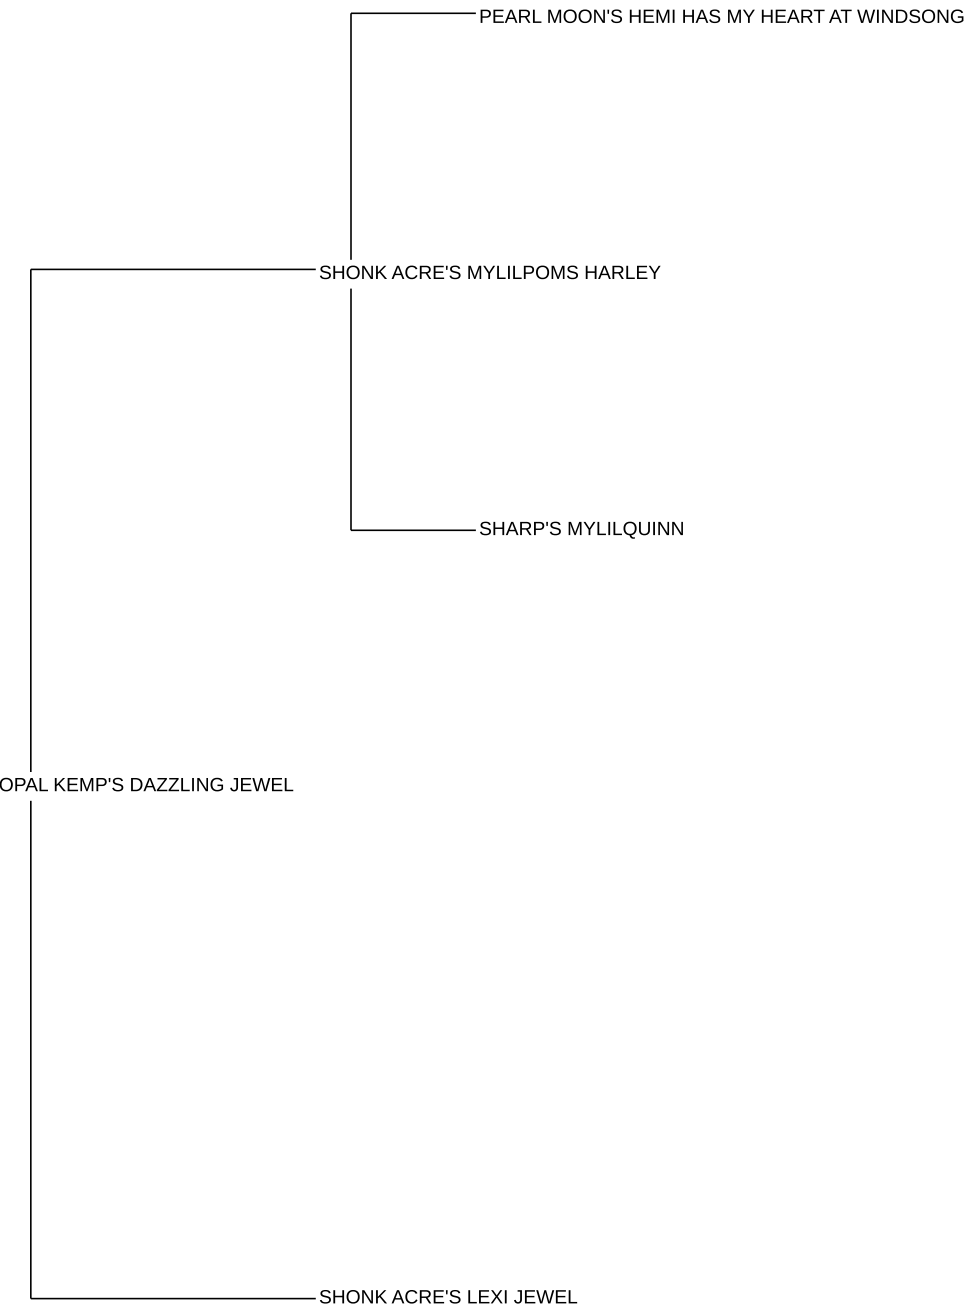 PEARL MOON'S HEMI HAS MY HEART AT WINDSONG
SHONK ACRE'S MYLILPOMS HARLEY
SHARP'S MYLILQUINN
OPAL KEMP'S DAZZLING JEWEL
SHONK ACRE'S LEXI JEWEL